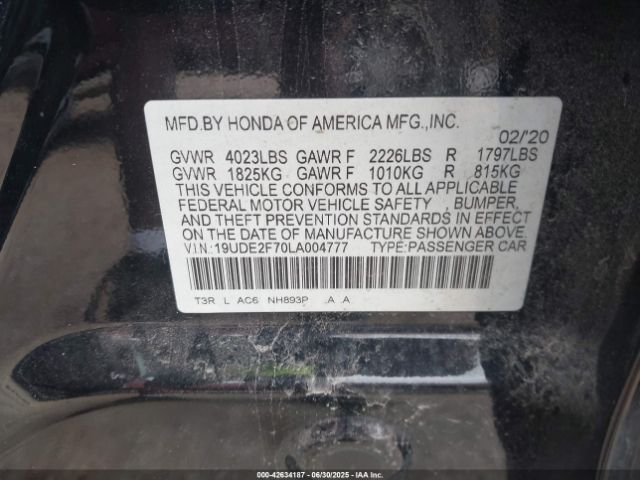 MFD.BY HONDA OF AMERICA MFG.,INC.
02/'20
GVWR 4023LBS GAWR F 2226LBS R 1797LBS
GVWR 1825KG GAWR F 1010KG R 815KG
THIS VEHICLE CONFORMS TO ALL APPLICABLE
FEDERAL MOTOR VEHICLE SAFETY , BUMPER,
AND THEFT PREVENTION STANDARDS IN EFFECT
ON THE DATE OF MANUFACTURE SHOWN ABOVE.
VIN: 19UDE2F70LA004777 TYPE:PASSENGER CAR
T3R L AC6 NH893P .A .A
000-42634187 - 06/30/2025 - IAA Inc.